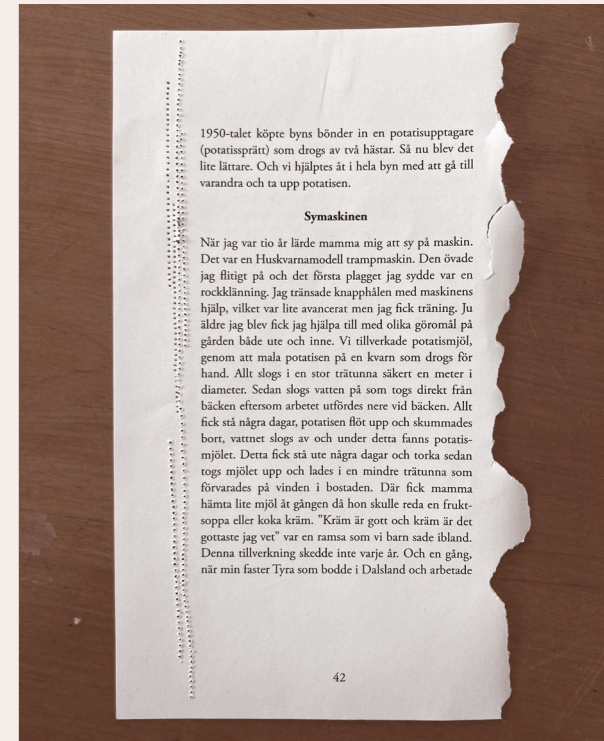 1950-talet köpte byns bönder in en potatisupptagare
(potatissprätt) som drogs av två hästar. Så nu blev det
lite lättare. Och vi hjälptes åt i hela byn med att gå till
varandra och ta upp potatisen.
Symaskinen
När jag var tio år lärde mamma mig att sy på maskin.
Det var en Huskvarnamodell trampmaskin. Den övade
jag flitigt på och det första plagget jag sydde var en
rockklänning. Jag tränsade knapphålen med maskinens
hjälp, vilket var lite avancerat men jag fick träning. Ju
äldre jag blev fick jag hjälpa till med olika göromål på
gården både ute och inne. Vi tillverkade potatismjöl,
genom att mala potatisen på en kvarn som drogs för
hand. Allt slogs i en stor trätunna säkert en meter i
diameter. Sedan slogs vatten på som togs direkt från
bäcken eftersom arbetet utfördes nere vid bäcken. Allt
fick stå några dagar, potatisen flöt upp och skummades
bort, vattnet slogs av och under detta fanns potatis-
mjölet. Detta fick stå ute några dagar och torka sedan
togs mjölet upp och lades i en mindre trätunna som
förvarades på vinden i bostaden. Där fick mamma
hämta lite mjöl åt gången då hon skulle reda en frukt-
soppa eller koka kräm. ”Kräm är gott och kräm är det
gottaste jag vet” var en ramsa som vi barn sade ibland.
Denna tillverkning skedde inte varje år. Och en gång,
när min faster Tyra som bodde i Dalsland och arbetade
42